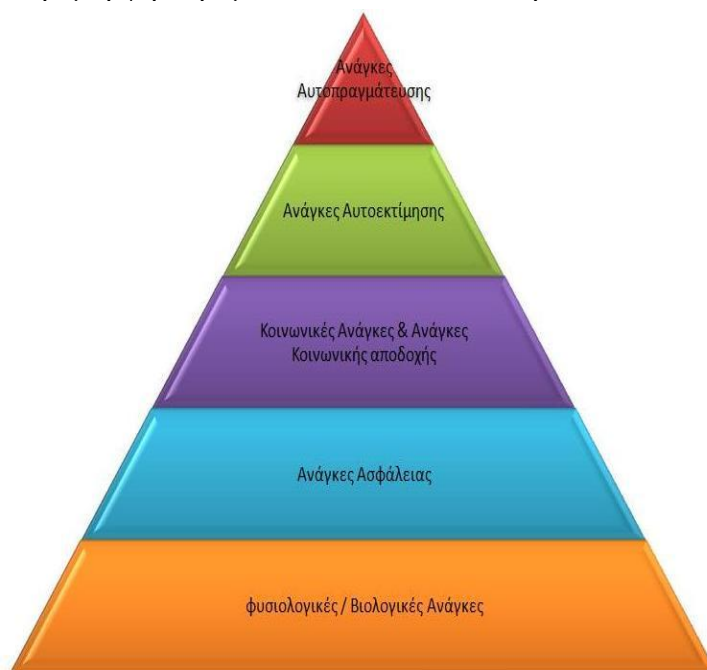 Ανάγκες
Αυτοπραγμάτευσης
Ανάγκες Αυτοεκτίμησης
Κοινωνικές Ανάγκες & Ανάγκες
Κοινωνικής αποδοχής
Ανάγκες Ασφάλειας
φυσιολογικές / Βιολογικές Ανάγκες